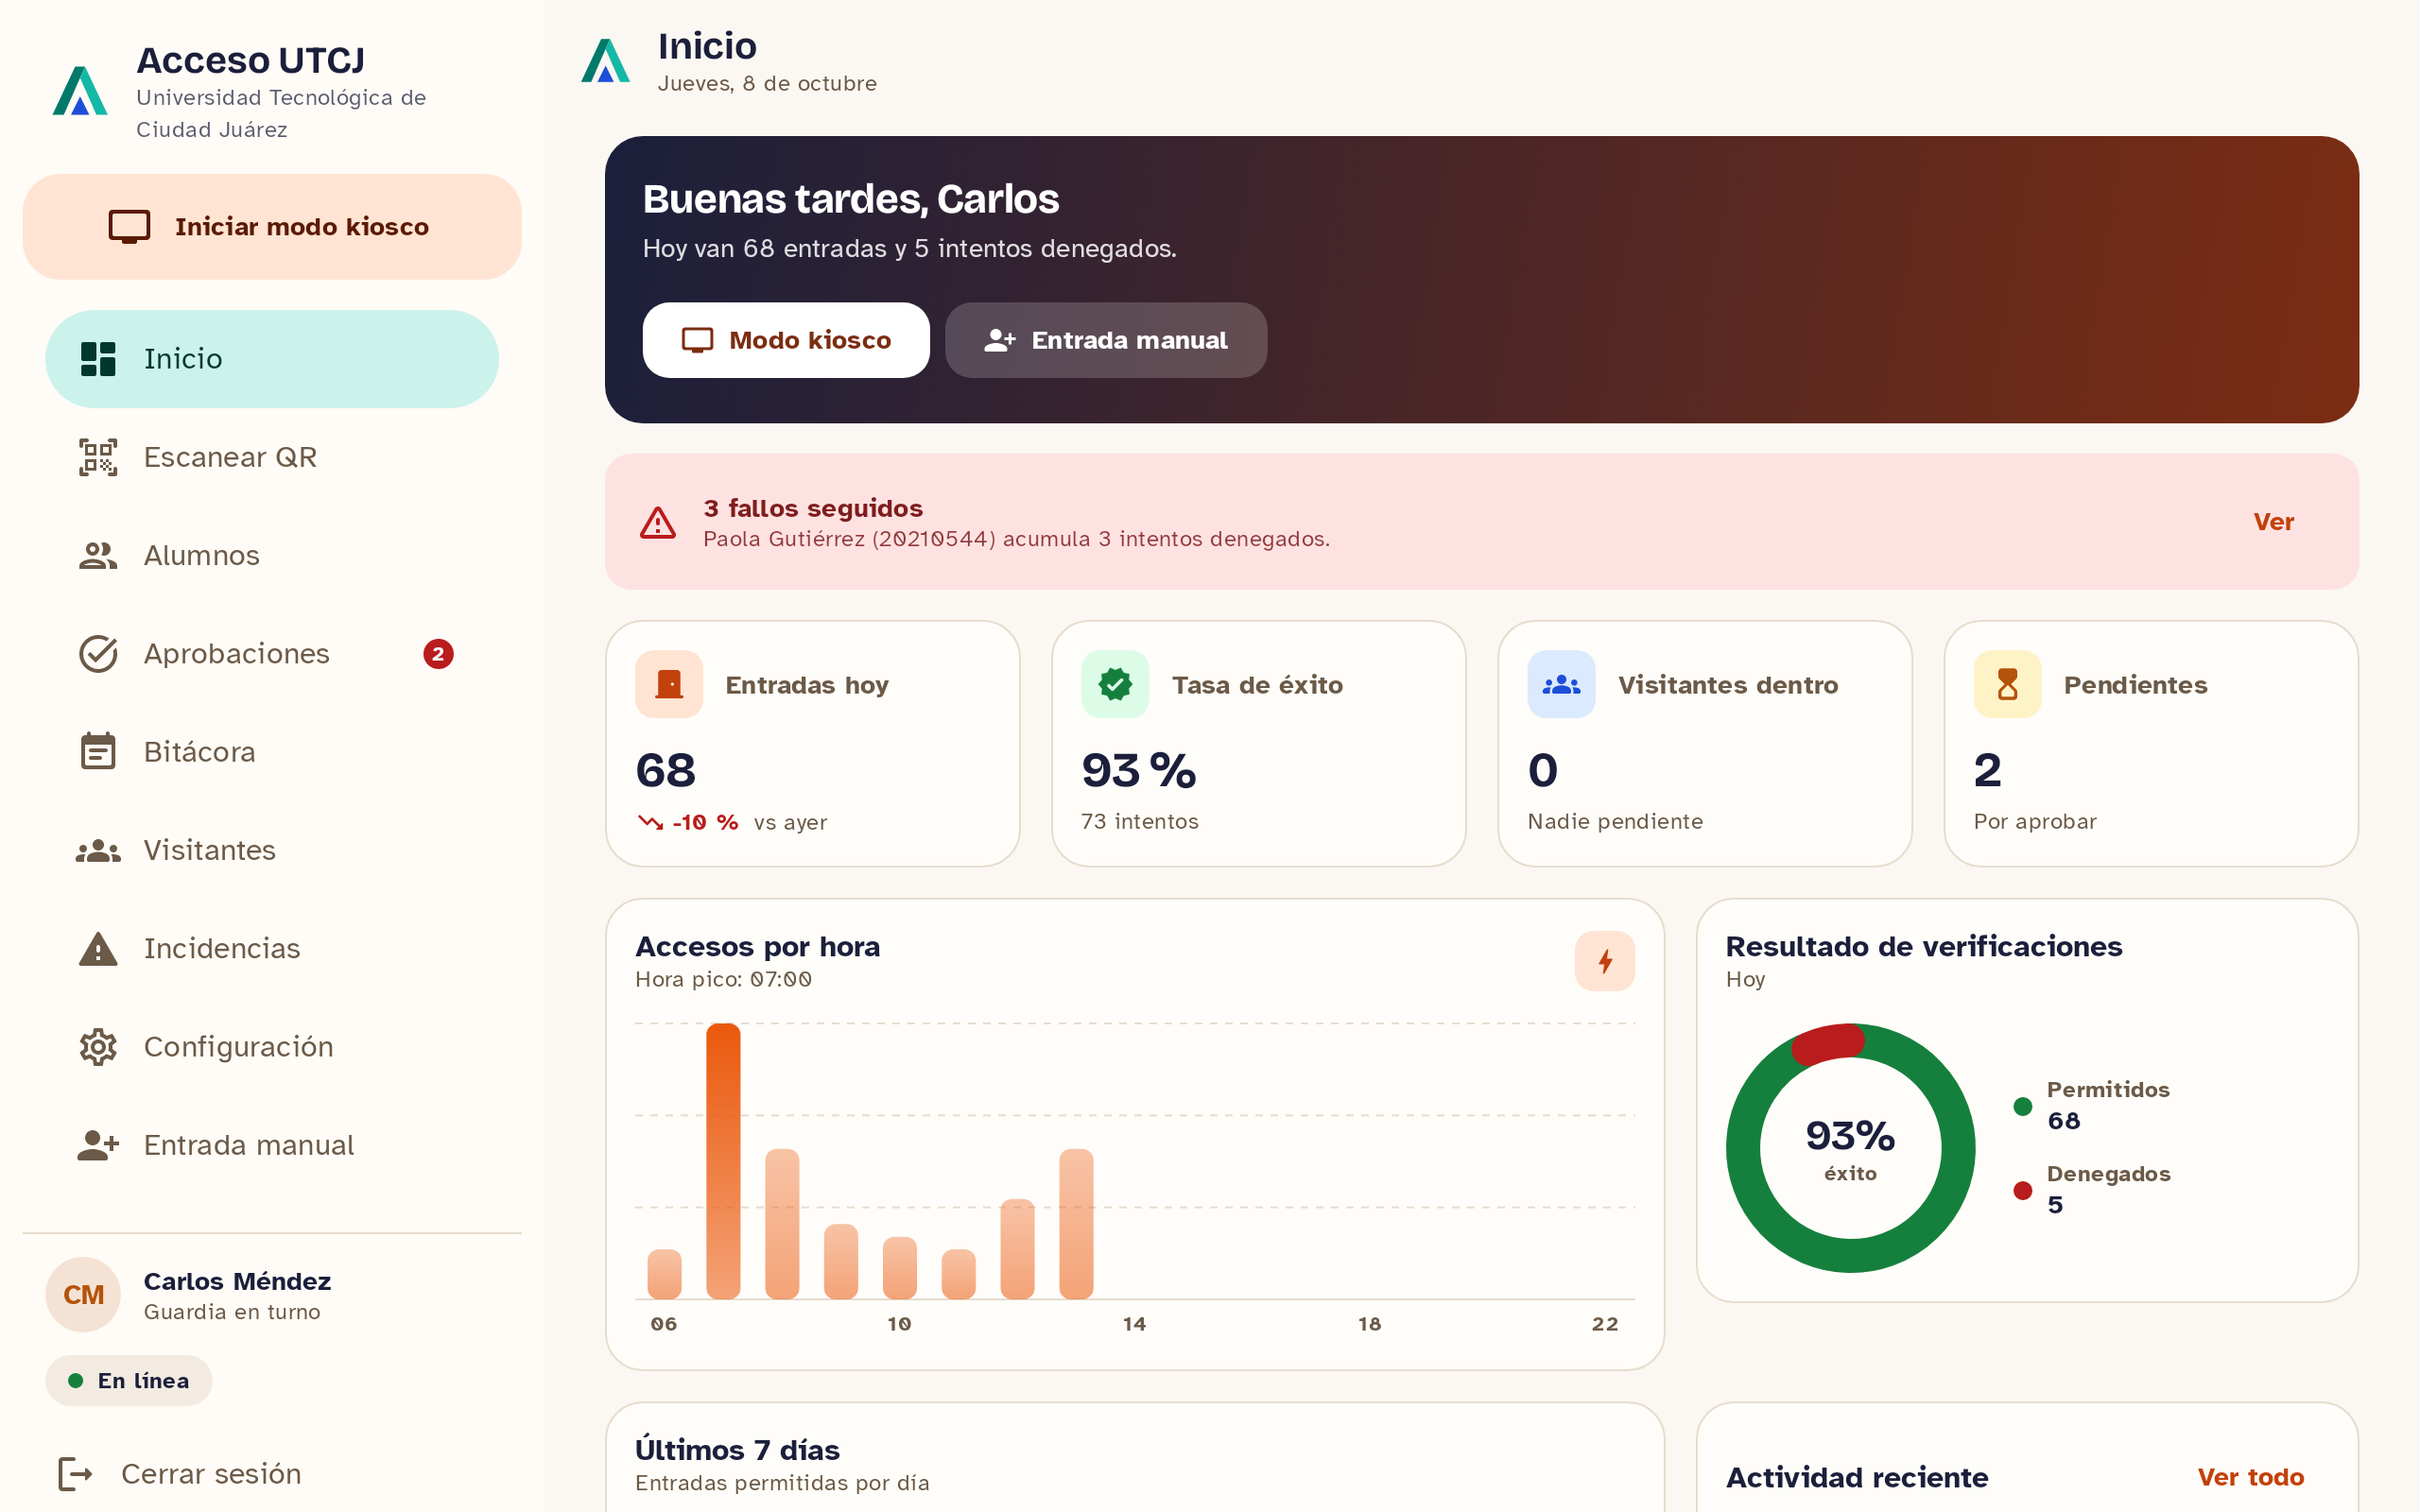 Acceso UTCJ
Universidad Tecnológica de
Ciudad Juárez
Iniciar modo kiosco
Inicio
Escanear QR
Alumnos
Aprobaciones
2
Bitácora
Visitantes
Incidencias
Configuración
Entrada manual
CM
Carlos Méndez
Guardia en turno
En línea
Cerrar sesión
Inicio
Jueves, 8 de octubre
Buenas tardes, Carlos
Hoy van 68 entradas y 5 intentos denegados.
Modo kiosco
Entrada manual
3 fallos seguidos
Paola Gutiérrez (20210544) acumula 3 intentos denegados.
Ver
Entradas hoy
68
-10 % vs ayer
Tasa de éxito
93 %
73 intentos
Visitantes dentro
0
Nadie pendiente
Pendientes
2
Por aprobar
Accesos por hora
Hora pico: 07:00
06 10 14 18 22
Resultado de verificaciones
Hoy
93%
éxito
Permitidos
68
Denegados
5
Últimos 7 días
Entradas permitidas por día
Actividad reciente
Ver todo